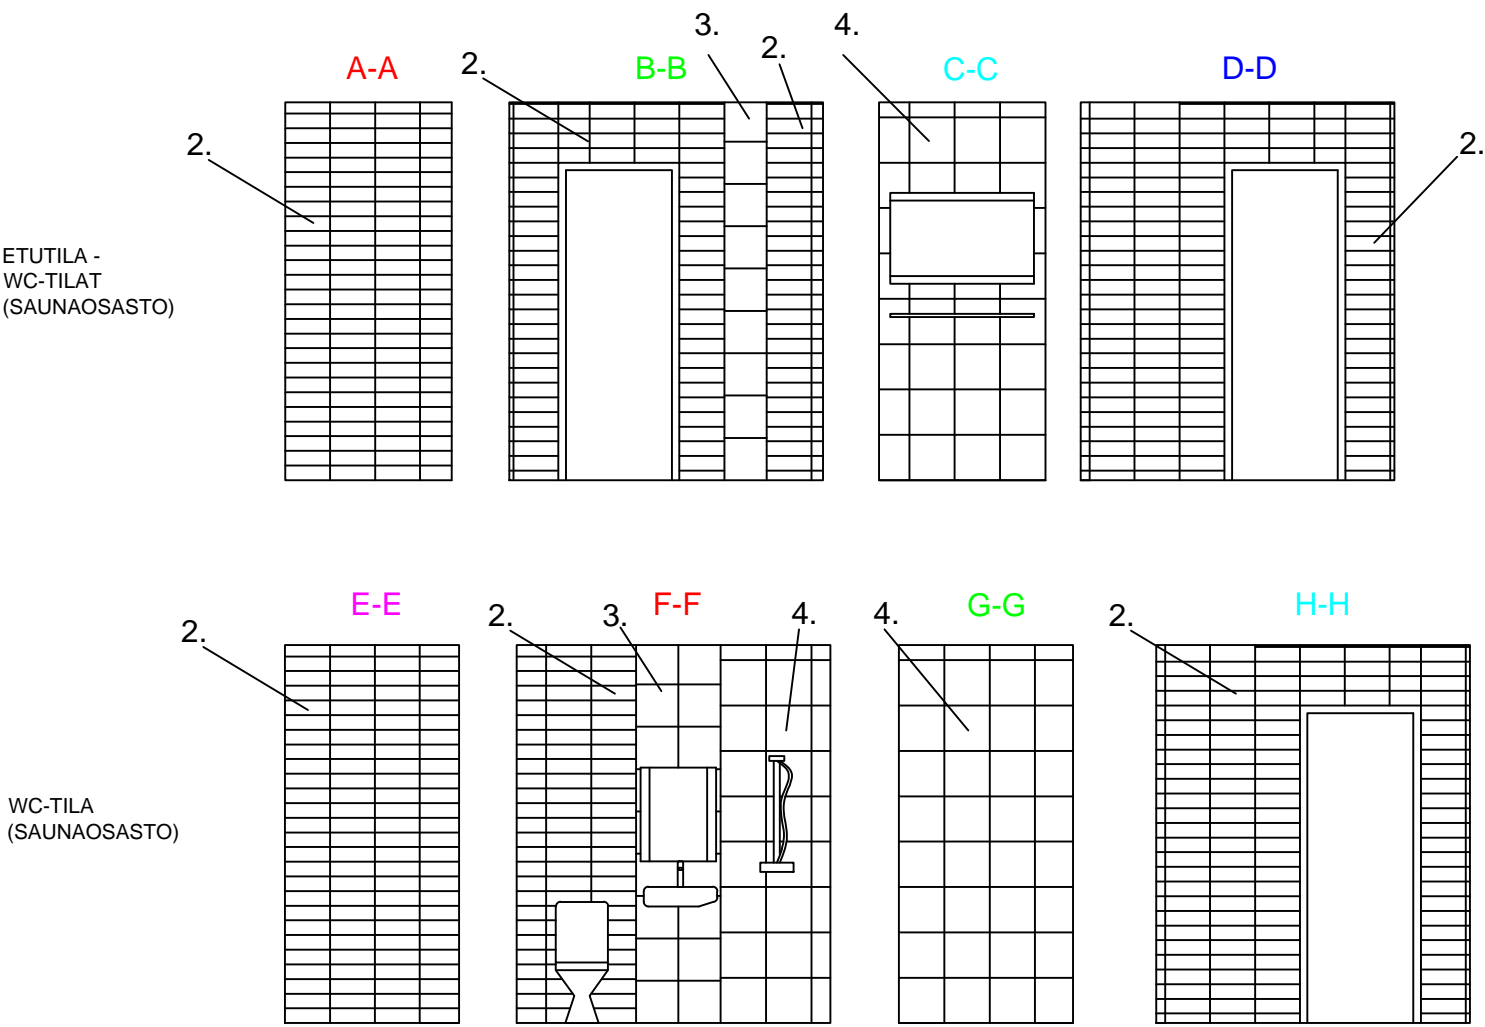 3.
4.
2.
A-A
2.
B-B
C-C
D-D
2.
2.
ETUTILA -
WC-TILAT
(SAUNAOSASTO)
E-E
F-F
G-G
H-H
2.
2.
3.
4.
4.
2.
WC-TILA
(SAUNAOSASTO)